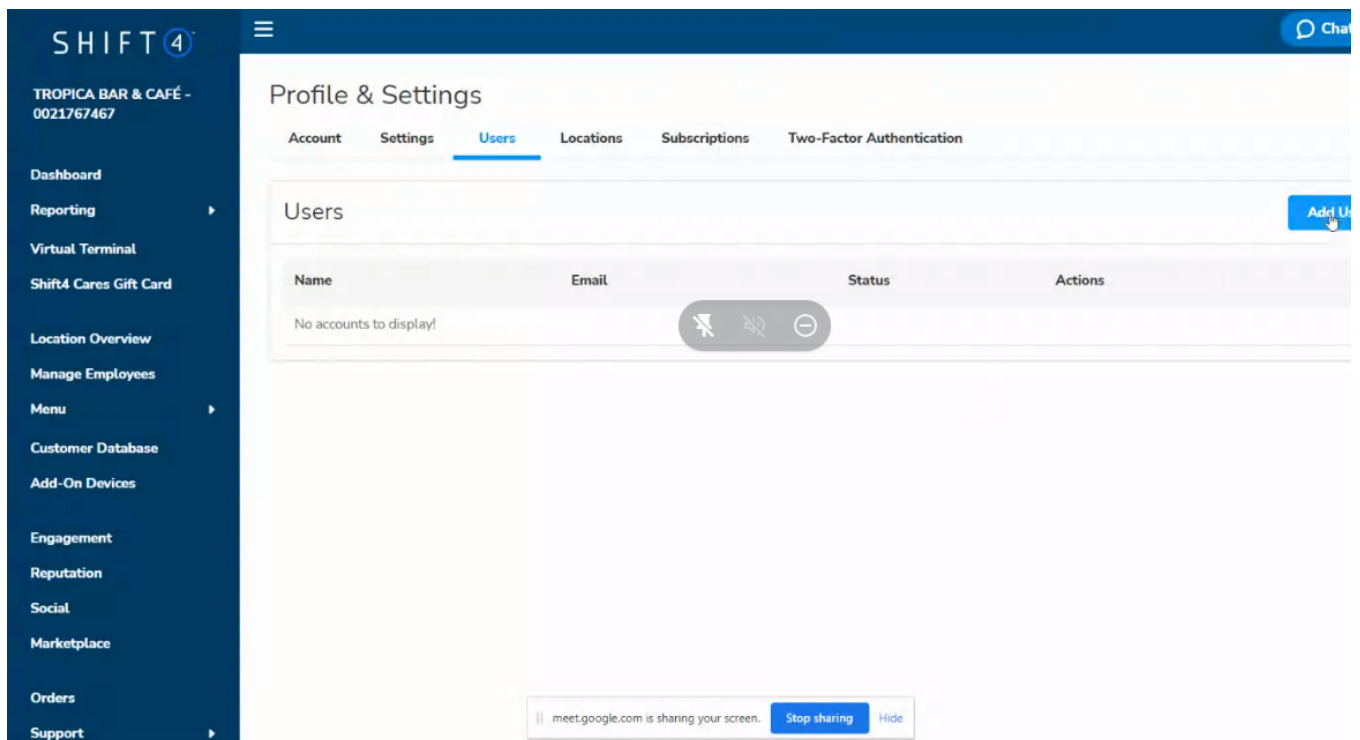 SHIFT4
Chat
TROPICA BAR & CAFÉ -
0021767467
Profile & Settings
Account Settings Users Locations Subscriptions Two-Factor Authentication
Dashboard
Reporting
Virtual Terminal
Shift4 Cares Gift Card
Location Overview
Manage Employees
Menu
Customer Database
Add-On Devices
Engagement
Reputation
Social
Marketplace
Orders
Support
Users
Add Us
Name Email Status Actions
No accounts to display!
meet.google.com is sharing your screen. Stop sharing Hide